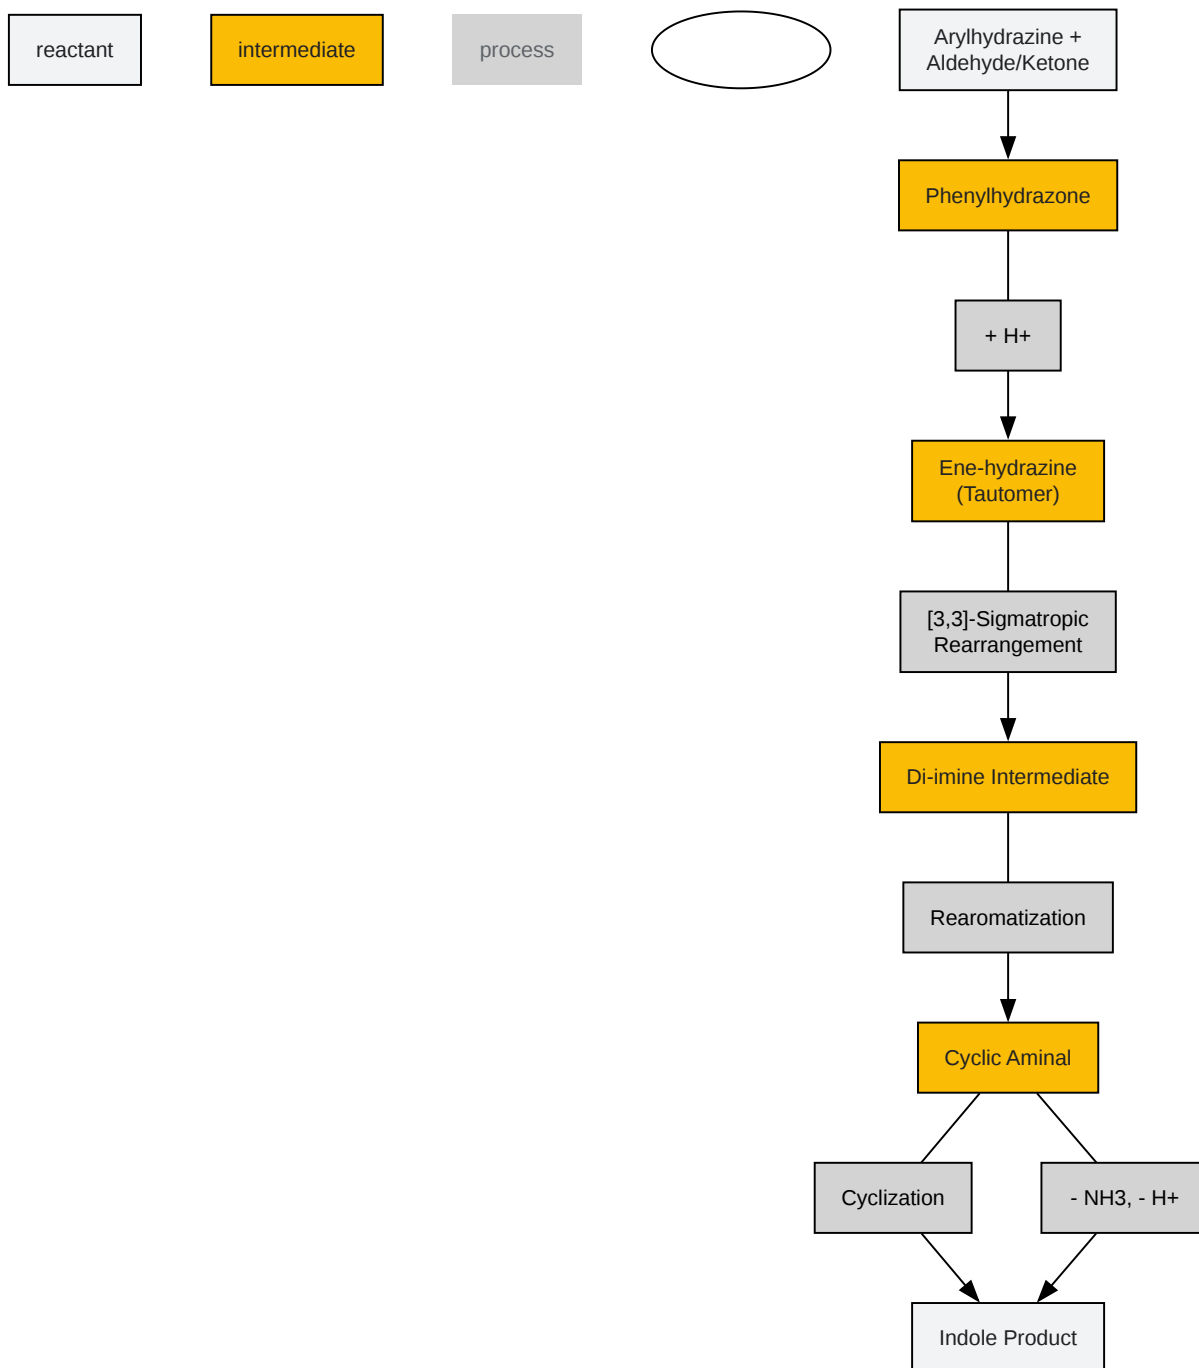 reactant
intermediate
process
Arylhydrazine +
Aldehyde/Ketone
Phenylhydrazone
+ H+
Ene-hydrazine
(Tautomer)
[3,3]-Sigmatropic
Rearrangement
Di-imine Intermediate
Rearomatization
Cyclic Aminal
Cyclization
- NH3, - H+
Indole Product